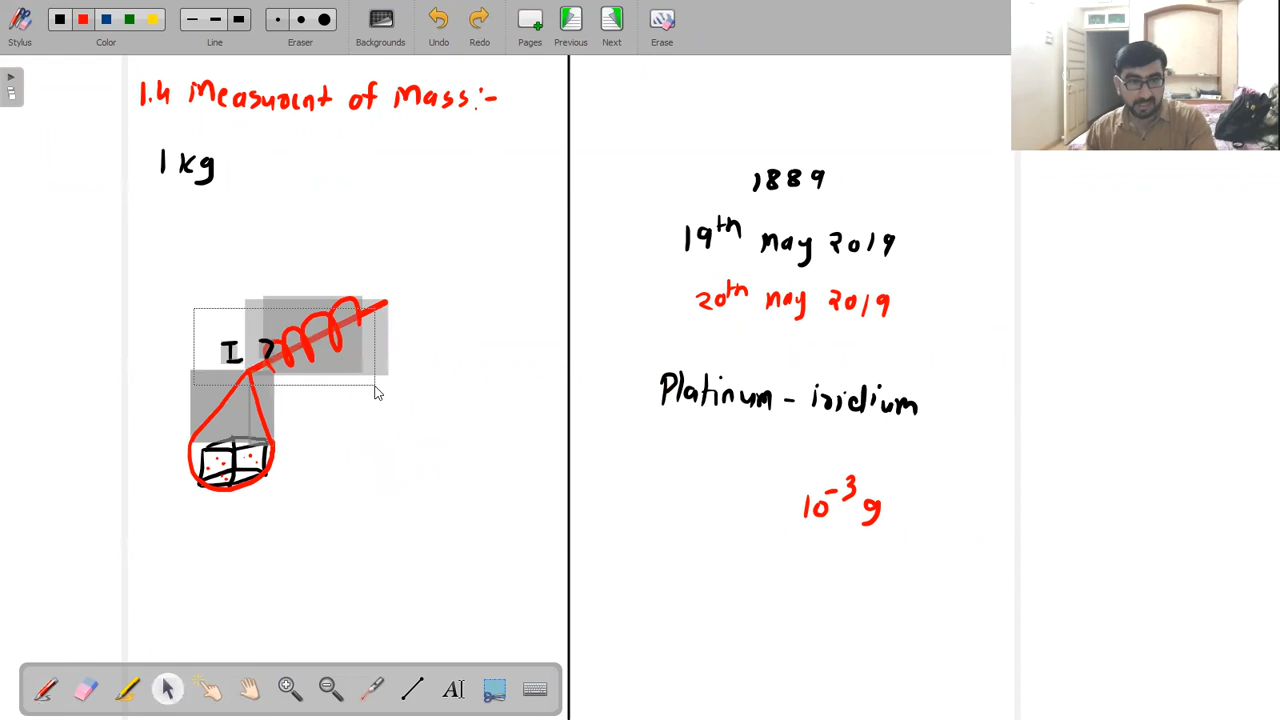 Stylus
Color
Line
Eraser
Backgrounds
Undo
Redo
Pages
Previous
Next
Erase
1.4 Measurment of Mass:-
1 kg
I ?
1889
19th may 2019
20th may 2019
Platinum - iridium
10-3 g